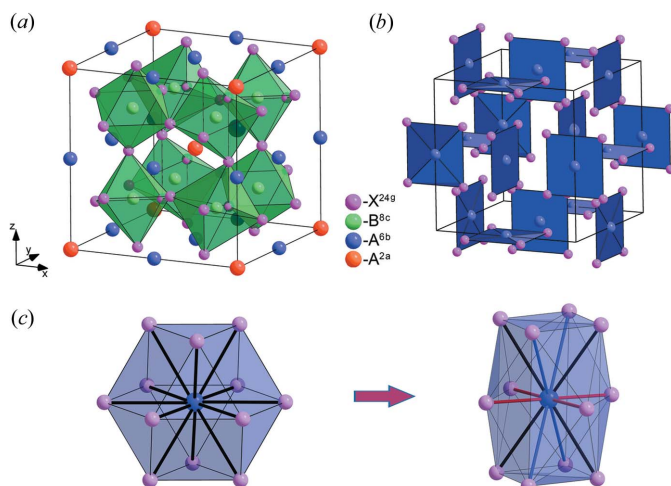 (a)
(b)
z
y
x
-X²⁴ᵍ
-B⁸ᶜ
-A⁶ᵇ
-A²ᵃ
(c)